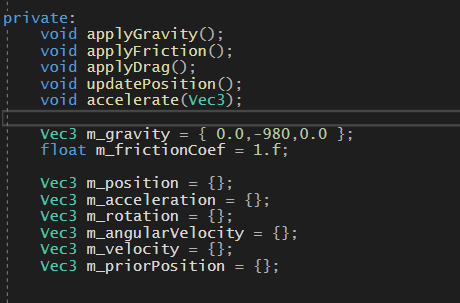 private:
void applyGravity();
void applyFriction();
void applyDrag();
void updatePosition();
void accelerate(Vec3);
Vec3 m_gravity = { 0.0,-980,0.0 };
float m_frictionCoef = 1.f;
Vec3 m_position = {};
Vec3 m_acceleration = {};
Vec3 m_rotation = {};
Vec3 m_angularVelocity = {};
Vec3 m_velocity = {};
Vec3 m_priorPosition = {};